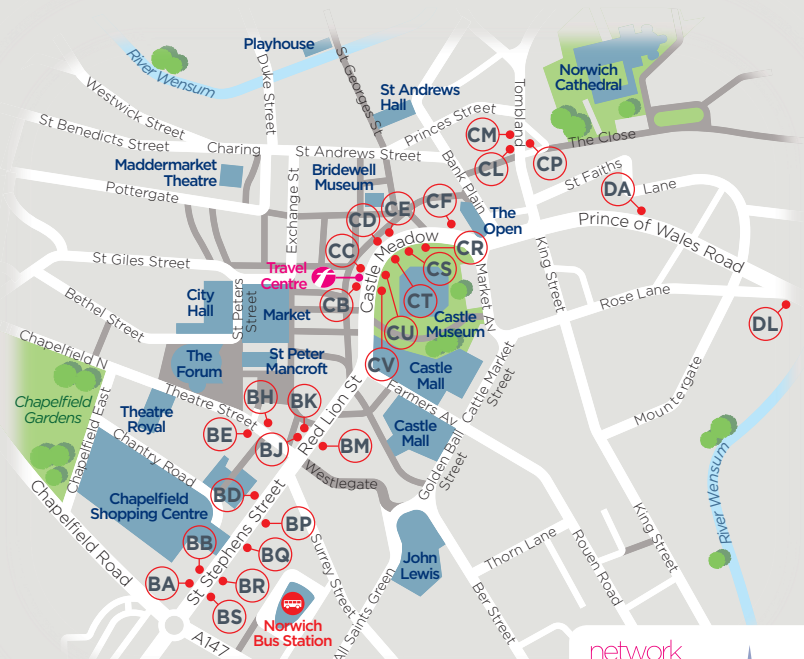 Playhouse
River Wensum
Duke Street
St Georges St
St Andrews
Hall
Norwich
Cathedral
Tombland
Westwick Street
St Benedicts Street
Charing
St Andrews Street
Princes Street
CM
CL
CP
The Close
Maddermarket
Theatre
Bridewell
Museum
Bank Plain
St Faiths
Lane
DA
Pottergate
Exchange St
CD
CE
CF
The
Open
Prince of Wales Road
CC
Castle Meadow
CR
King Street
St Giles Street
Travel
Centre
CS
CB
CT
Market Av
Rose Lane
City
Hall
St Peters
Street
Market
Castle
Museum
CU
DL
Bethel Street
The
Forum
St Peter
Mancroft
CV
Castle
Mall
Cattle Market
Street
Chapelfield N
Mountergate
Chapelfield
Gardens
Chapelfield East
Theatre Street
Theatre
Royal
BH
BK
Red Lion St
Farmers Av
BE
BJ
BM
Castle
Mall
Golden Ball
Street
Chantry Road
Westlegate
River Wensum
Chapelfield Road
Chapelfield
Shopping Centre
BD
St Stephens Street
BP
King Street
BB
BQ
Surrey Street
John
Lewis
Thorn Lane
Rouen Road
BA
BR
BS
Norwich
Bus Station
All Saints Green
Ber Street
A147
network